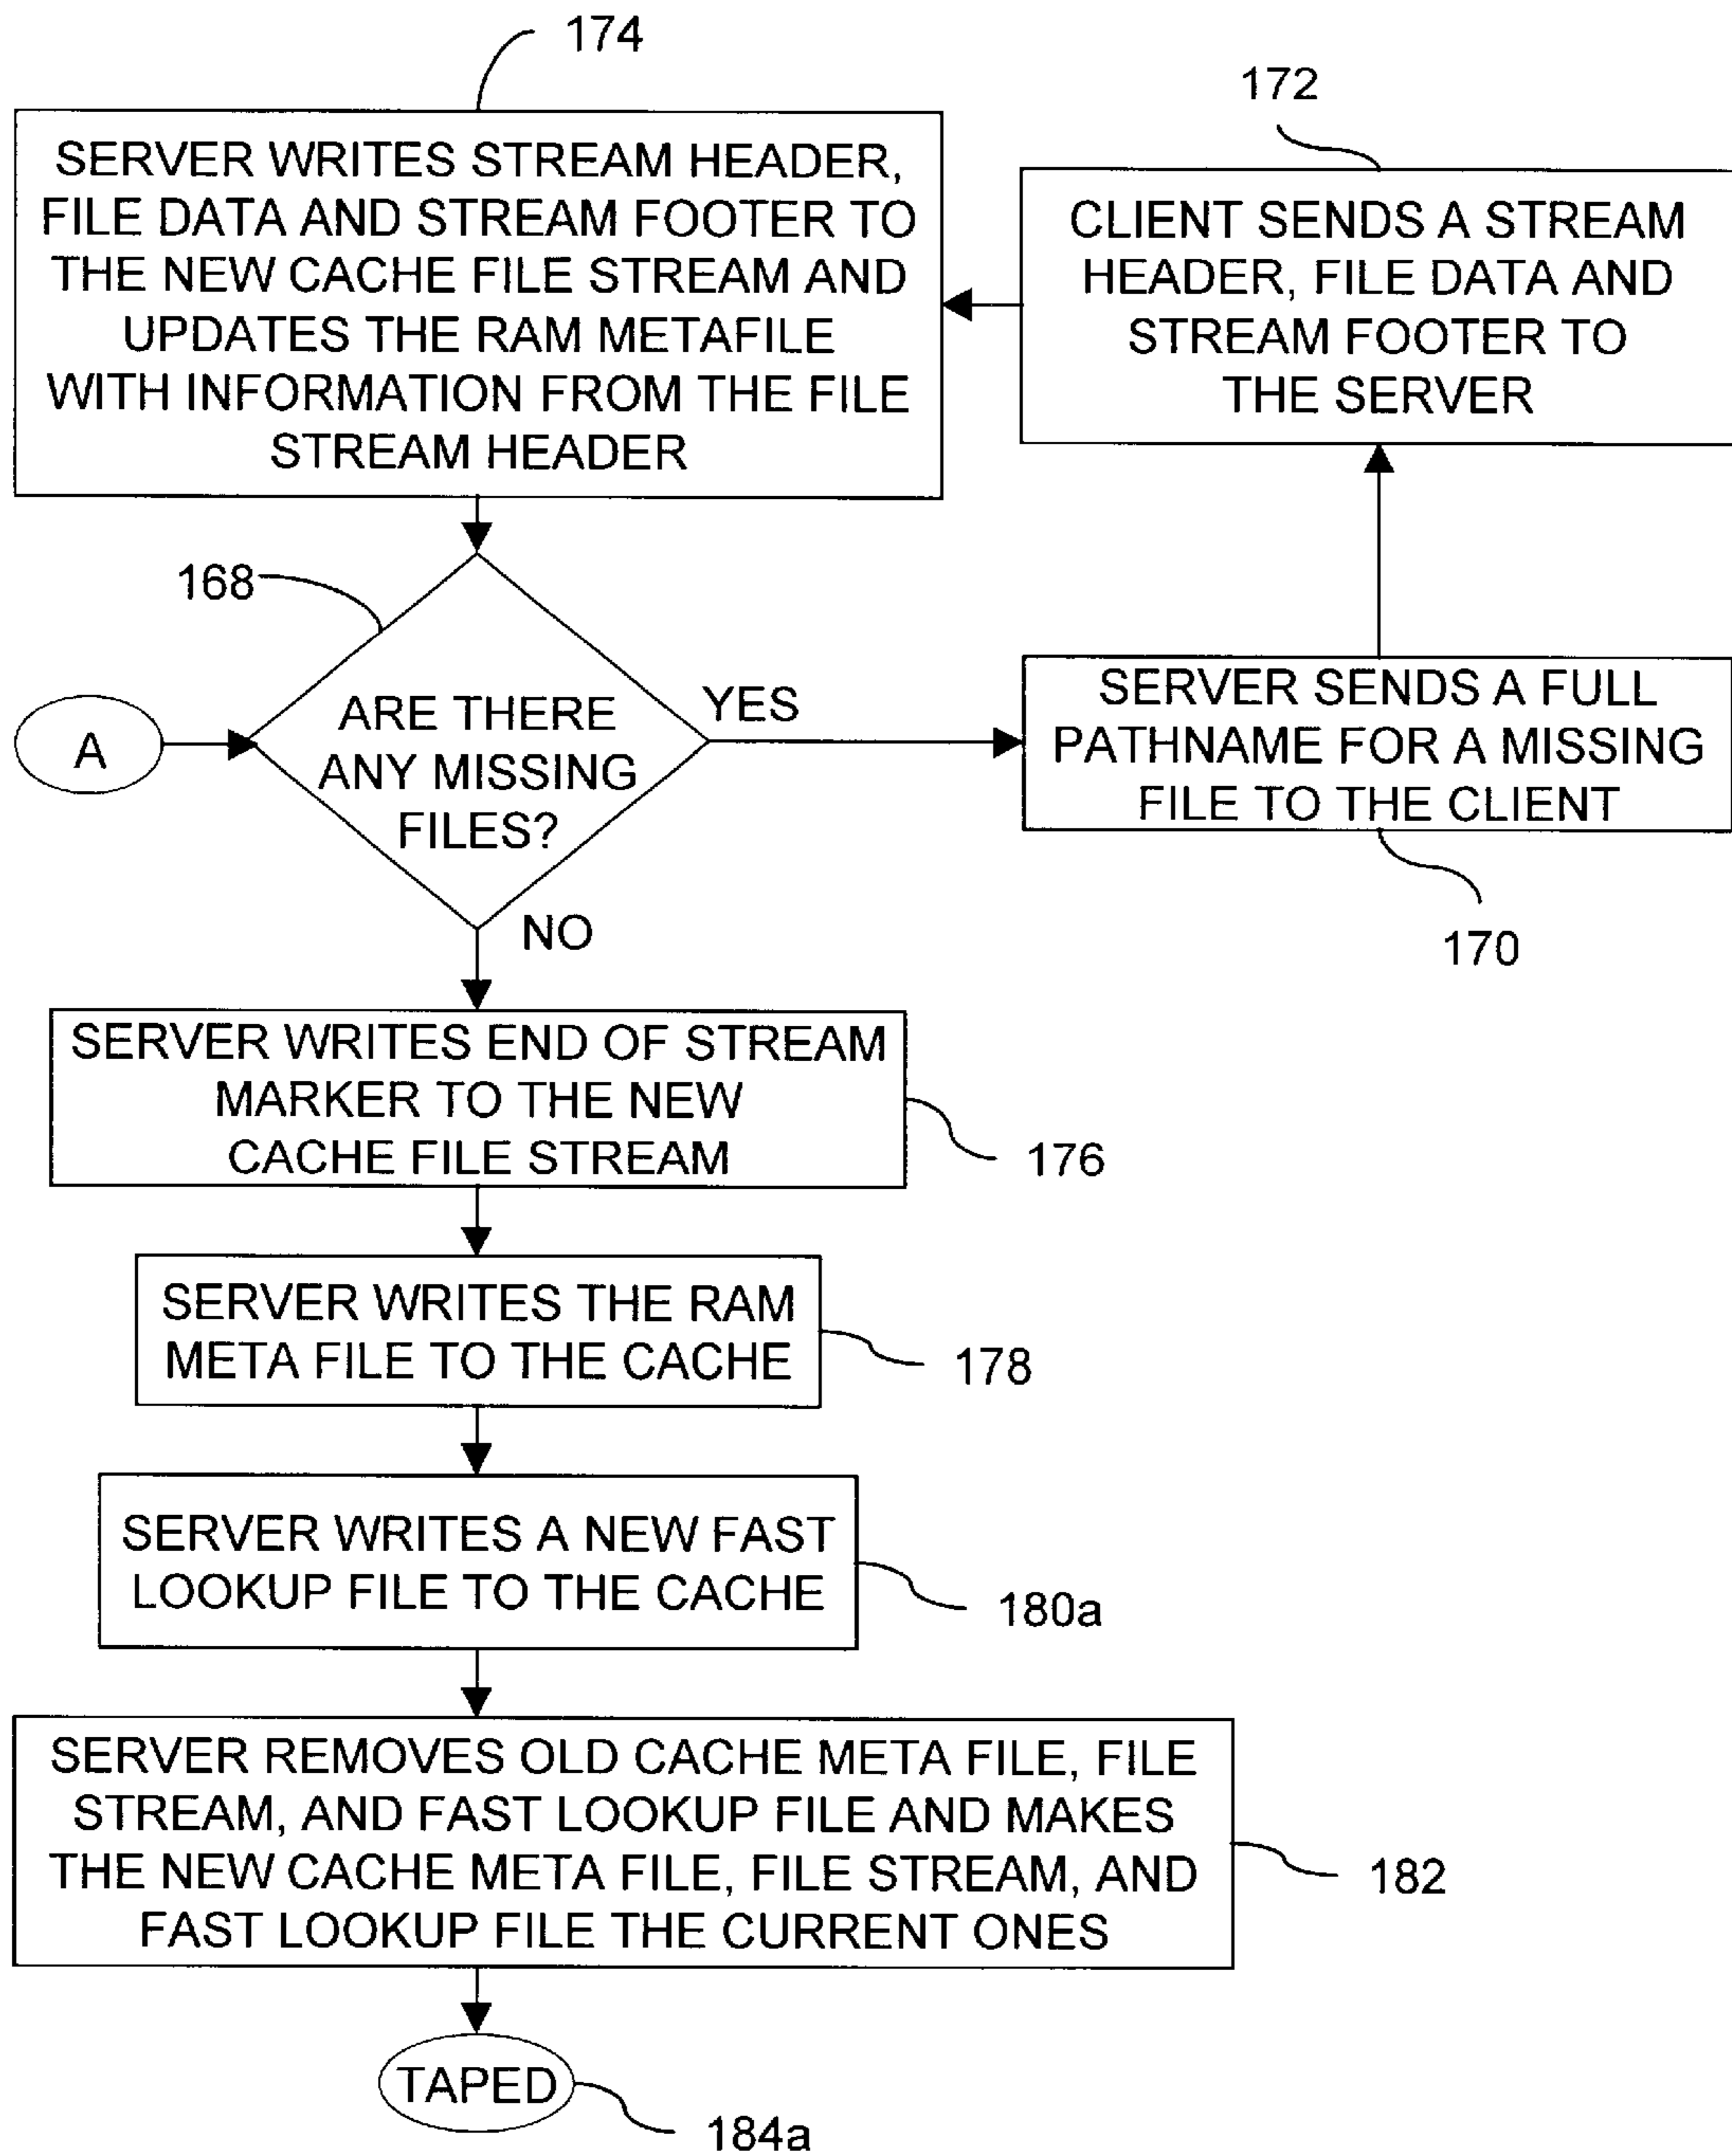 174
SERVER WRITES STREAM HEADER,
FILE DATA AND STREAM FOOTER TO
THE NEW CACHE FILE STREAM AND
UPDATES THE RAM METAFILE
WITH INFORMATION FROM THE FILE
STREAM HEADER
172
CLIENT SENDS A STREAM
HEADER, FILE DATA AND
STREAM FOOTER TO
THE SERVER
168
A
ARE THERE
ANY MISSING
FILES?
YES
SERVER SENDS A FULL
PATHNAME FOR A MISSING
FILE TO THE CLIENT
170
NO
SERVER WRITES END OF STREAM
MARKER TO THE NEW
CACHE FILE STREAM
176
SERVER WRITES THE RAM
META FILE TO THE CACHE
178
SERVER WRITES A NEW FAST
LOOKUP FILE TO THE CACHE
180a
SERVER REMOVES OLD CACHE META FILE, FILE
STREAM, AND FAST LOOKUP FILE AND MAKES
THE NEW CACHE META FILE, FILE STREAM, AND
FAST LOOKUP FILE THE CURRENT ONES
182
TAPED
184a